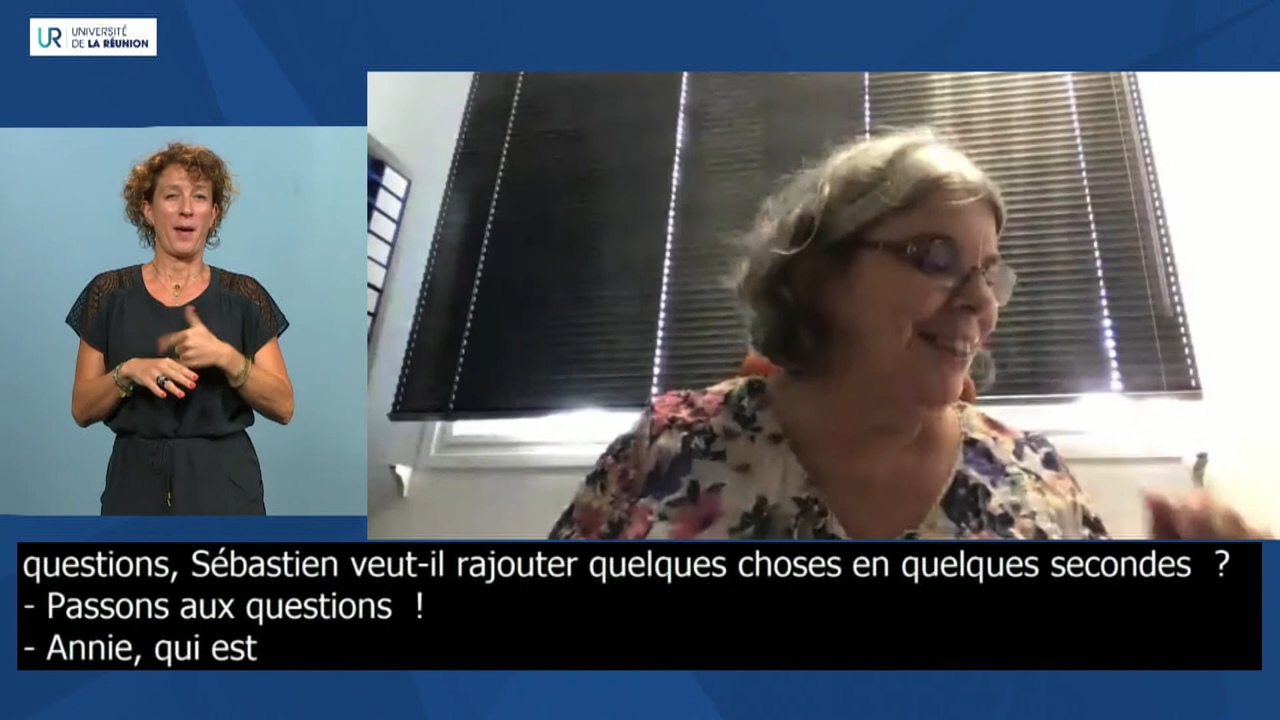 UR UNIVERSITÉ
DE LA RÉUNION
questions, Sébastien veut-il rajouter quelques choses en quelques secondes  ?
- Passons aux questions  !
- Annie, qui est